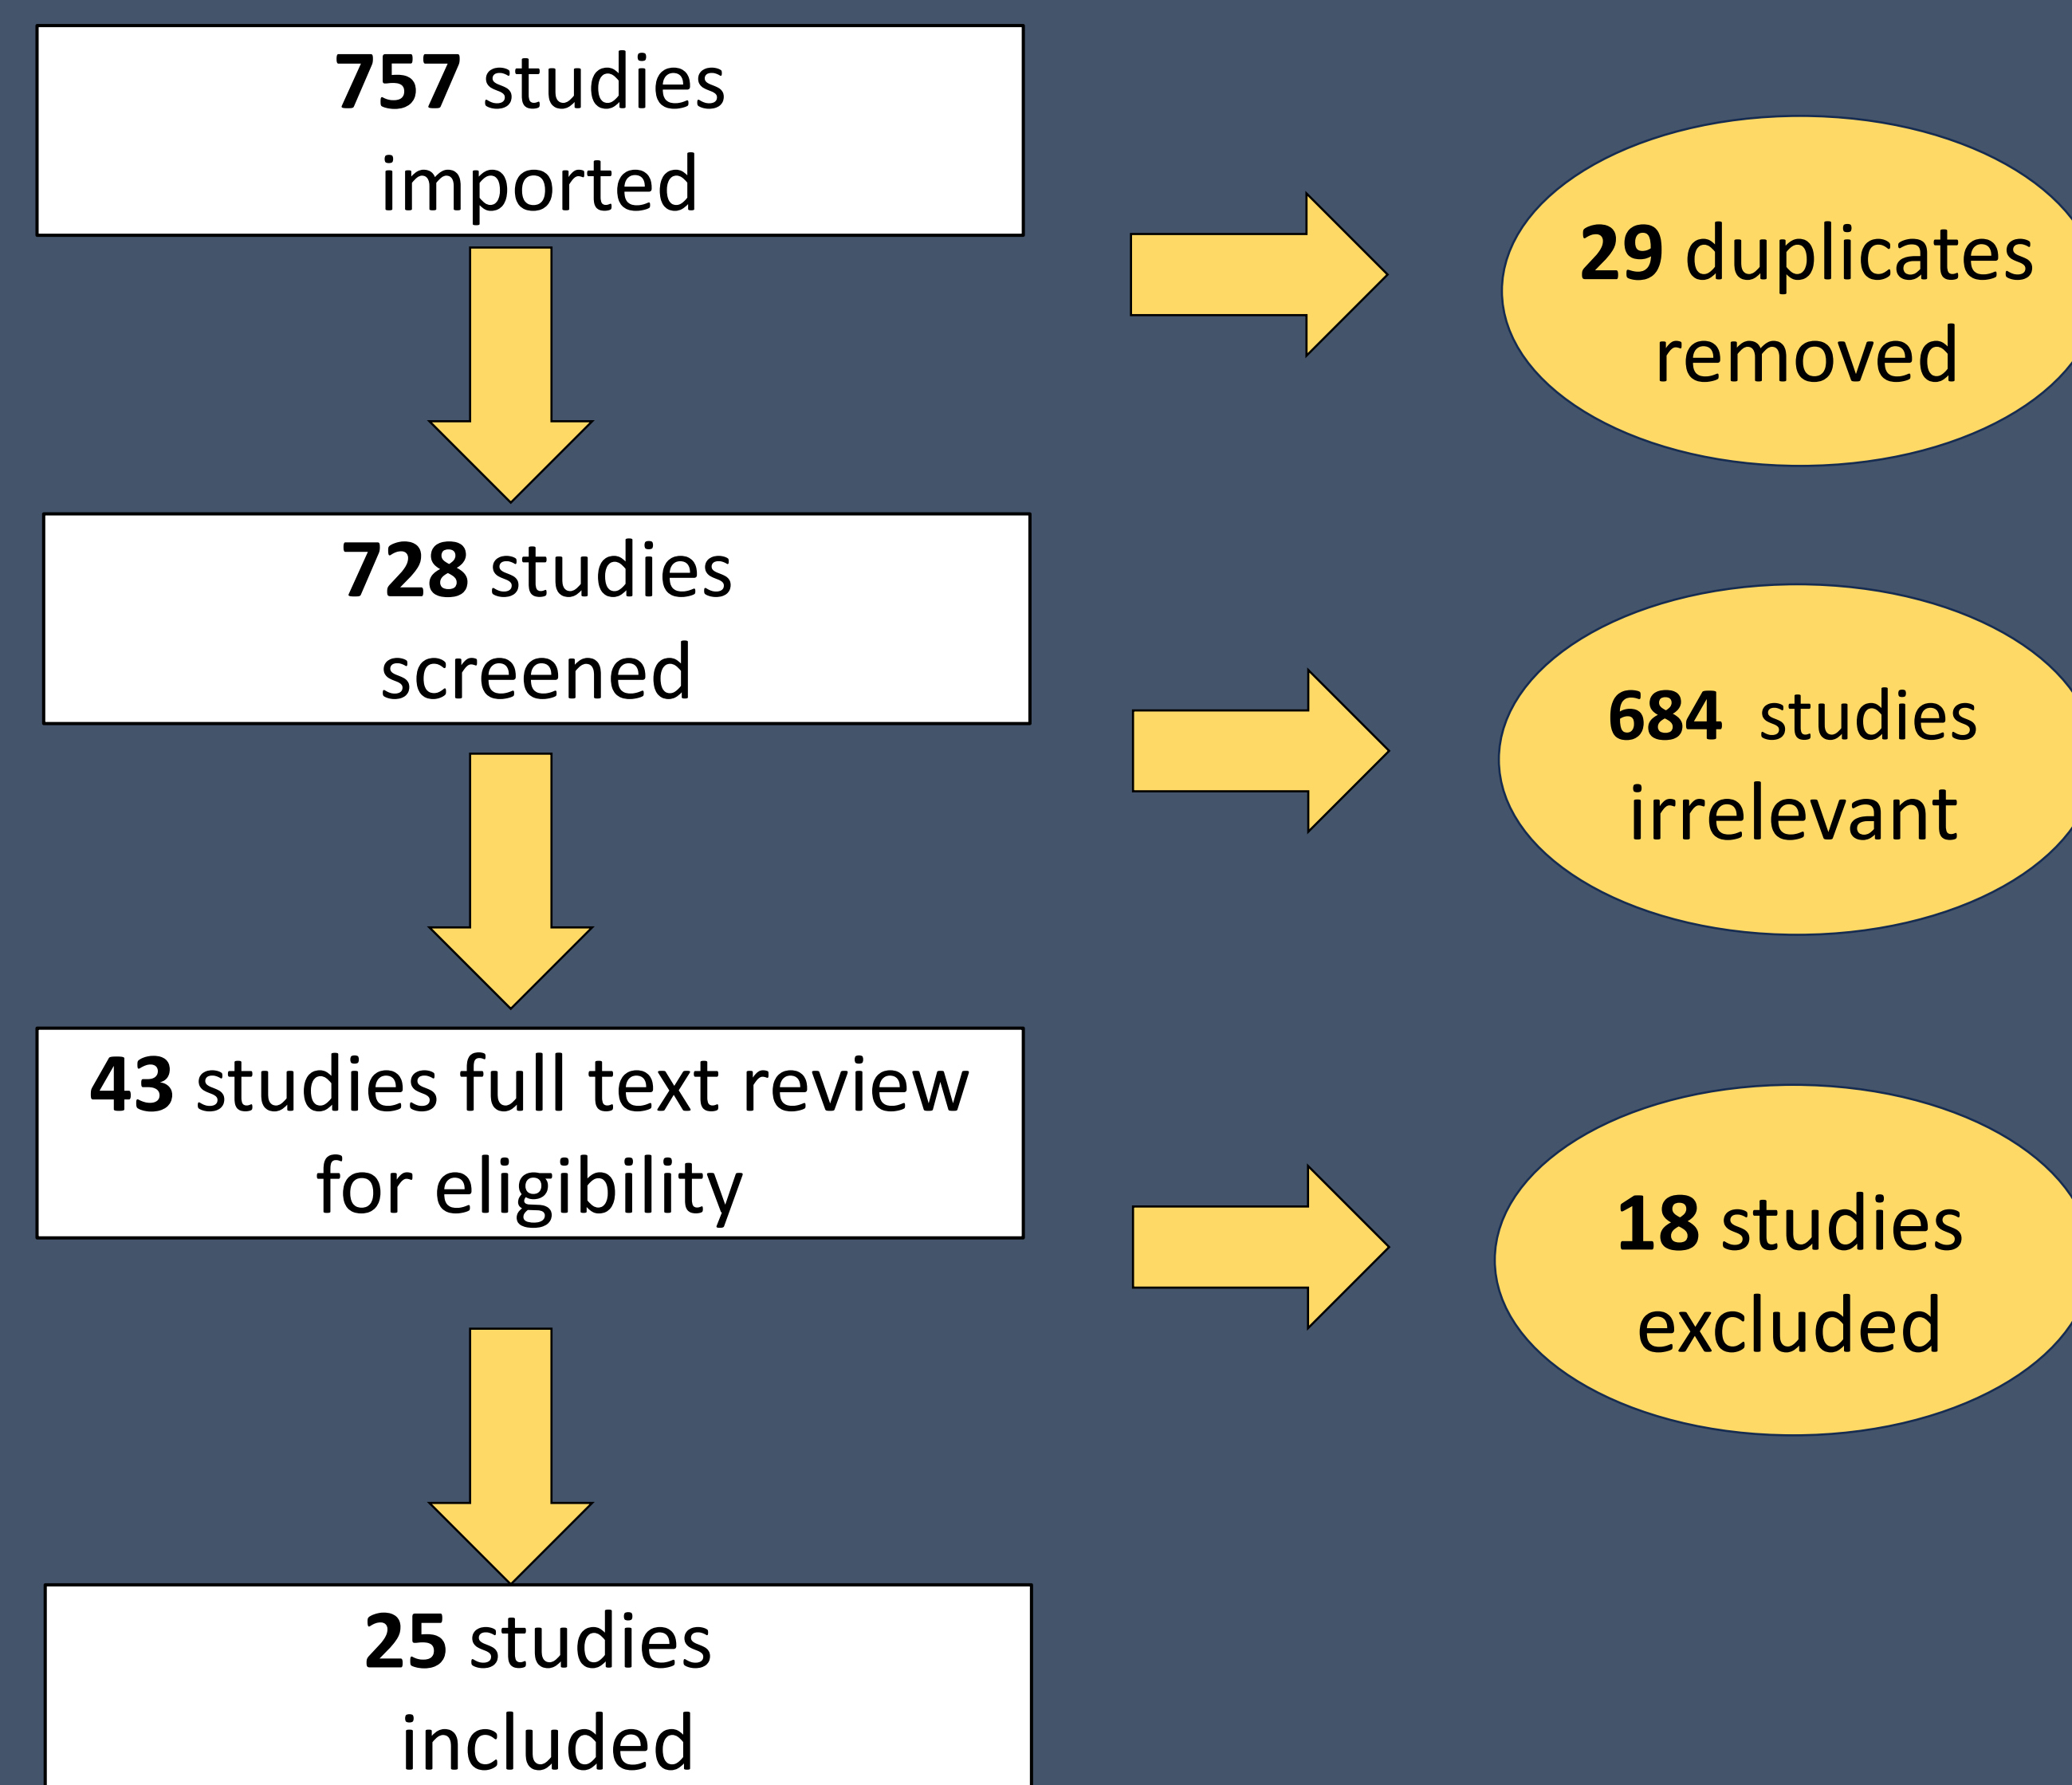 757 studies
imported
29 duplicates
removed
728 studies
screened
684 studies
irrelevant
43 studies full text review
for eligibility
18 studies
excluded
25 studies
included